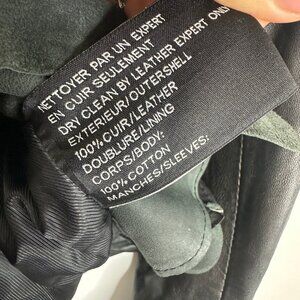 NETTOYER PAR UN EXPERT
EN CUIR SEULEMENT
DRY CLEAN BY LEATHER EXPERT ONLY
EXTERIEUR/OUTERSHELL
100% CUIR/LEATHER
DOUBLURE/LINING
CORPS/BODY:
100% COTTON
MANCHES/SLEEVES: